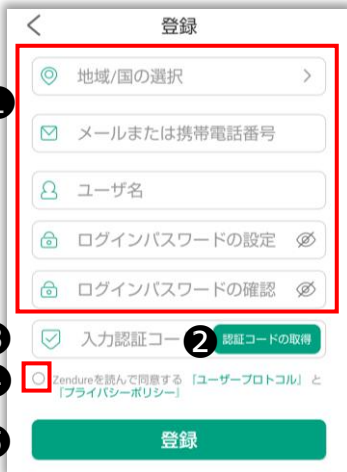 登録
地域/国の選択
メールまたは携帯電話番号
ユーザ名
ログインパスワードの設定
ログインパスワードの確認
入力認証コー
2
認証コードの取得
Zendureを読んで同意する「ユーザープロトコル」と
「プライバシーポリシー」
登録